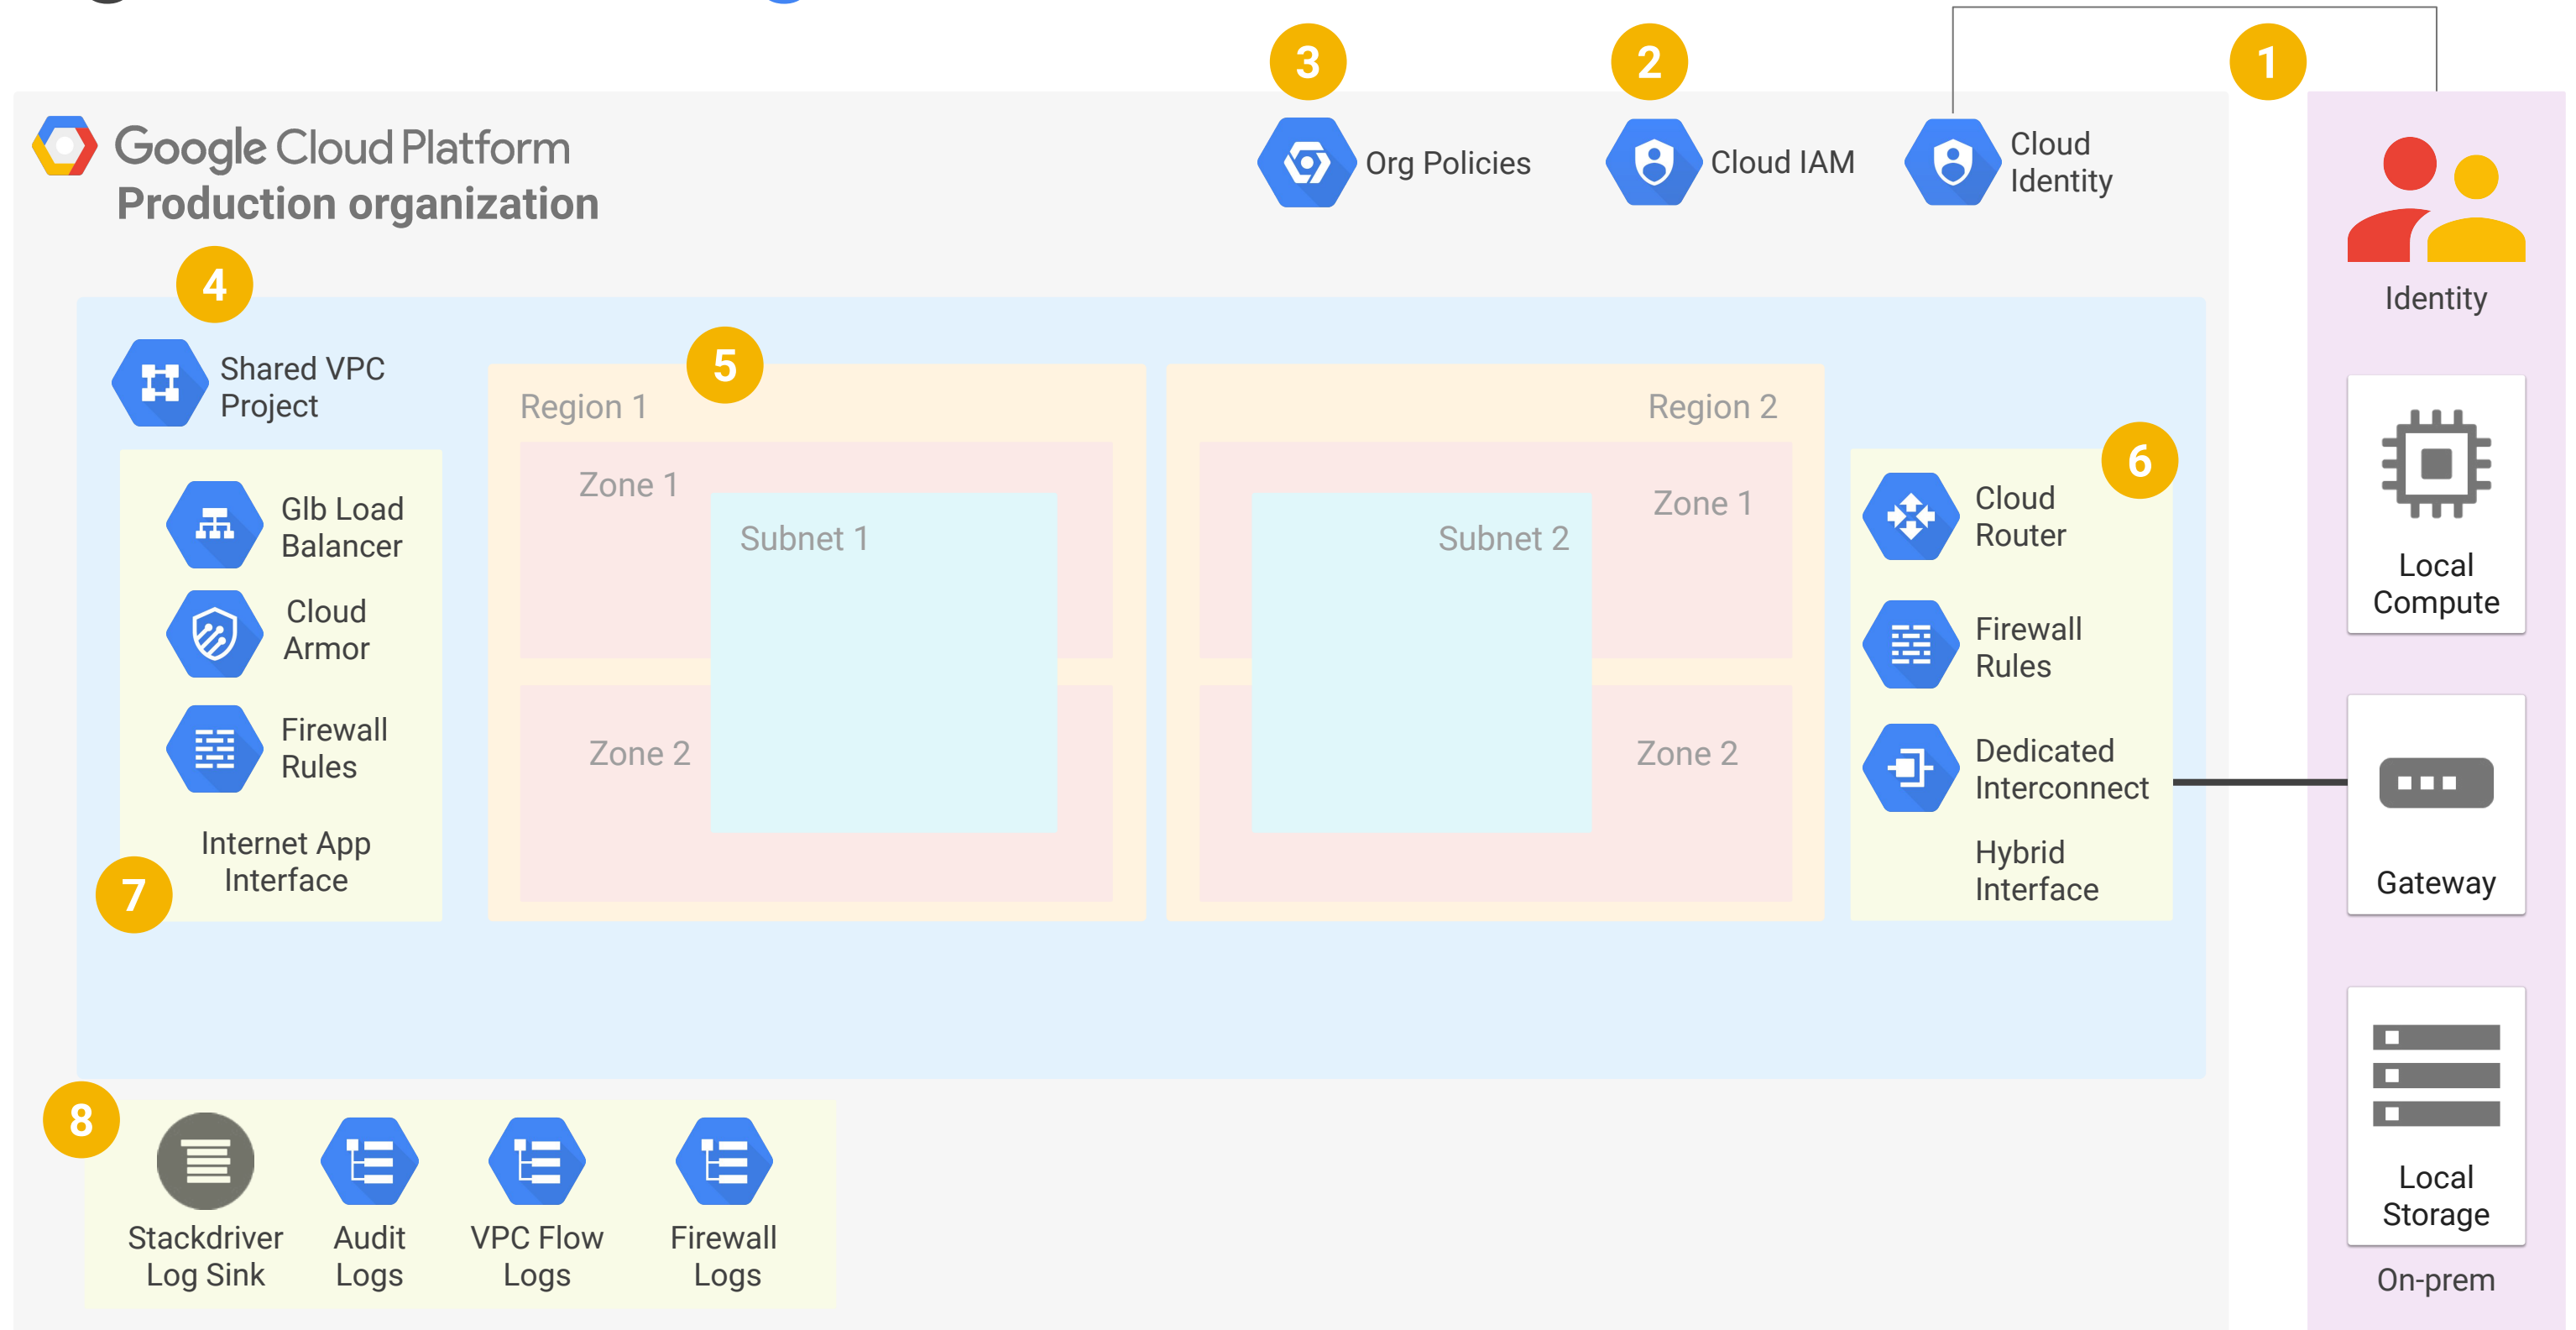 3
2
1
Google Cloud Platform
Production organization
Org Policies
Cloud IAM
Cloud
Identity
Identity
4
Shared VPC
Project
5
Region 1
Zone 1
Subnet 1
Zone 2
Region 2
Zone 1
Subnet 2
Zone 2
Glb Load
Balancer
Cloud
Armor
Firewall
Rules
Internet App
Interface
7
6
Cloud
Router
Firewall
Rules
Dedicated
Interconnect
Hybrid
Interface
Local
Compute
Gateway
Local
Storage
On-prem
8
Stackdriver
Log Sink
Audit
Logs
VPC Flow
Logs
Firewall
Logs